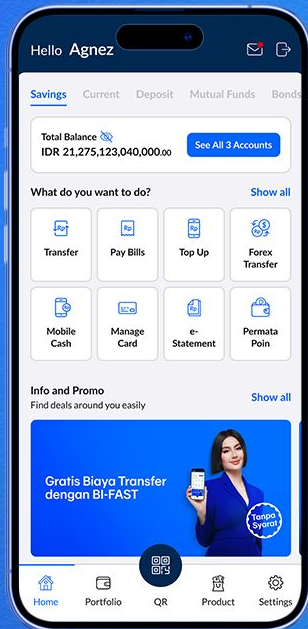 Hello Agnez
Savings Current Deposit Mutual Funds Bonds
Total Balance
IDR 21,275,123,040,000.00
See All 3 Accounts
What do you want to do?
Show all
Transfer
Pay Bills
Top Up
Forex
Transfer
Mobile
Cash
Manage
Card
e-
Statement
Permata
Poin
Info and Promo
Find deals around you easily
Show all
Gratis Biaya Transfer
dengan BI-FAST
Tanpa
Syarat
Home
Portfolio
QR
Product
Settings